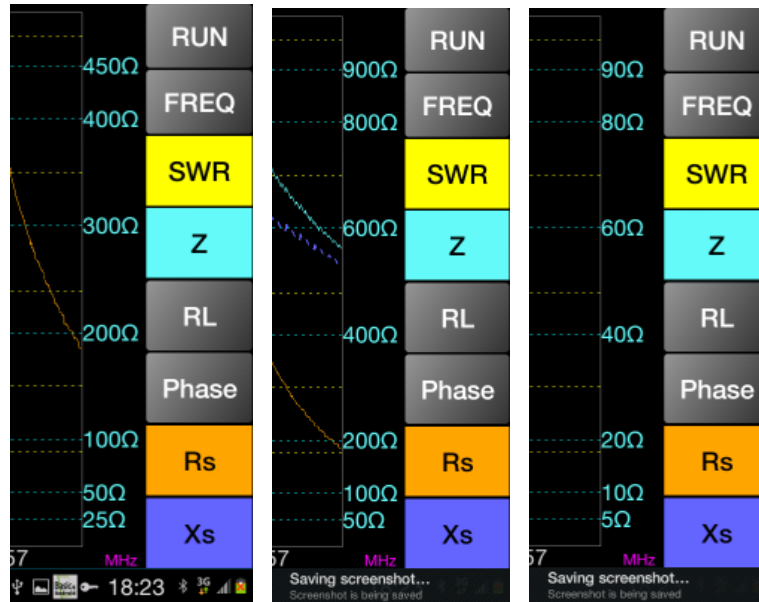 RUN
450Ω
FREQ
400Ω
SWR
300Ω
Z
RL
200Ω
Phase
100Ω
Rs
50Ω
25Ω
Xs
57 MHz
18:23 3G
RUN
900Ω
FREQ
800Ω
SWR
600Ω
Z
RL
400Ω
Phase
200Ω
Rs
100Ω
50Ω
Xs
57 MHz
Saving screenshot...
Screenshot is being saved
RUN
90Ω
FREQ
80Ω
SWR
60Ω
Z
RL
40Ω
Phase
20Ω
Rs
10Ω
5Ω
Xs
57 MHz
Saving screenshot...
Screenshot is being saved